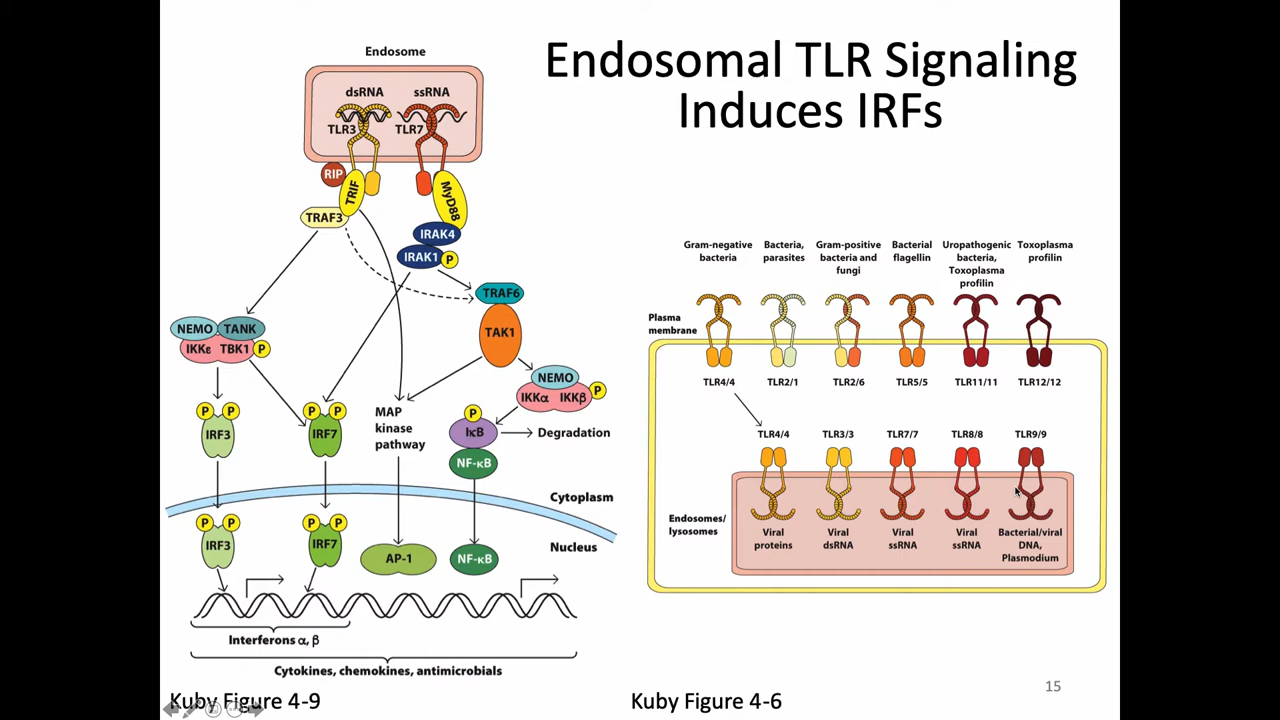 Endosomal TLR Signaling
Induces IRFs
Endosome
dsRNA
ssRNA
TLR3
TLR7
RIP
TRIF
MyD88
TRAF3
IRAK4
IRAK1
P
TRAF6
TAK1
NEMO
TANK
IKKε
TBK1
P
NEMO
IKKα
IKKβ
P
P
P
IRF3
P
P
IRF7
MAP
kinase
pathway
P
IκB
Degradation
NF-κB
Cytoplasm
Nucleus
P
P
IRF3
P
P
IRF7
AP-1
NF-κB
Interferons α, β
Cytokines, chemokines, antimicrobials
Kuby Figure 4-9
Gram-negative
bacteria
Bacteria,
parasites
Gram-positive
bacteria and
fungi
Bacterial
flagellin
Uropathogenic
bacteria,
Toxoplasma
profilin
Toxoplasma
profilin
Plasma
membrane
TLR4/4
TLR2/1
TLR2/6
TLR5/5
TLR11/11
TLR12/12
TLR4/4
TLR3/3
TLR7/7
TLR8/8
TLR9/9
Endosomes/
lysosomes
Viral
proteins
Viral
dsRNA
Viral
ssRNA
Viral
ssRNA
Bacterial/viral
DNA,
Plasmodium
Kuby Figure 4-6
15